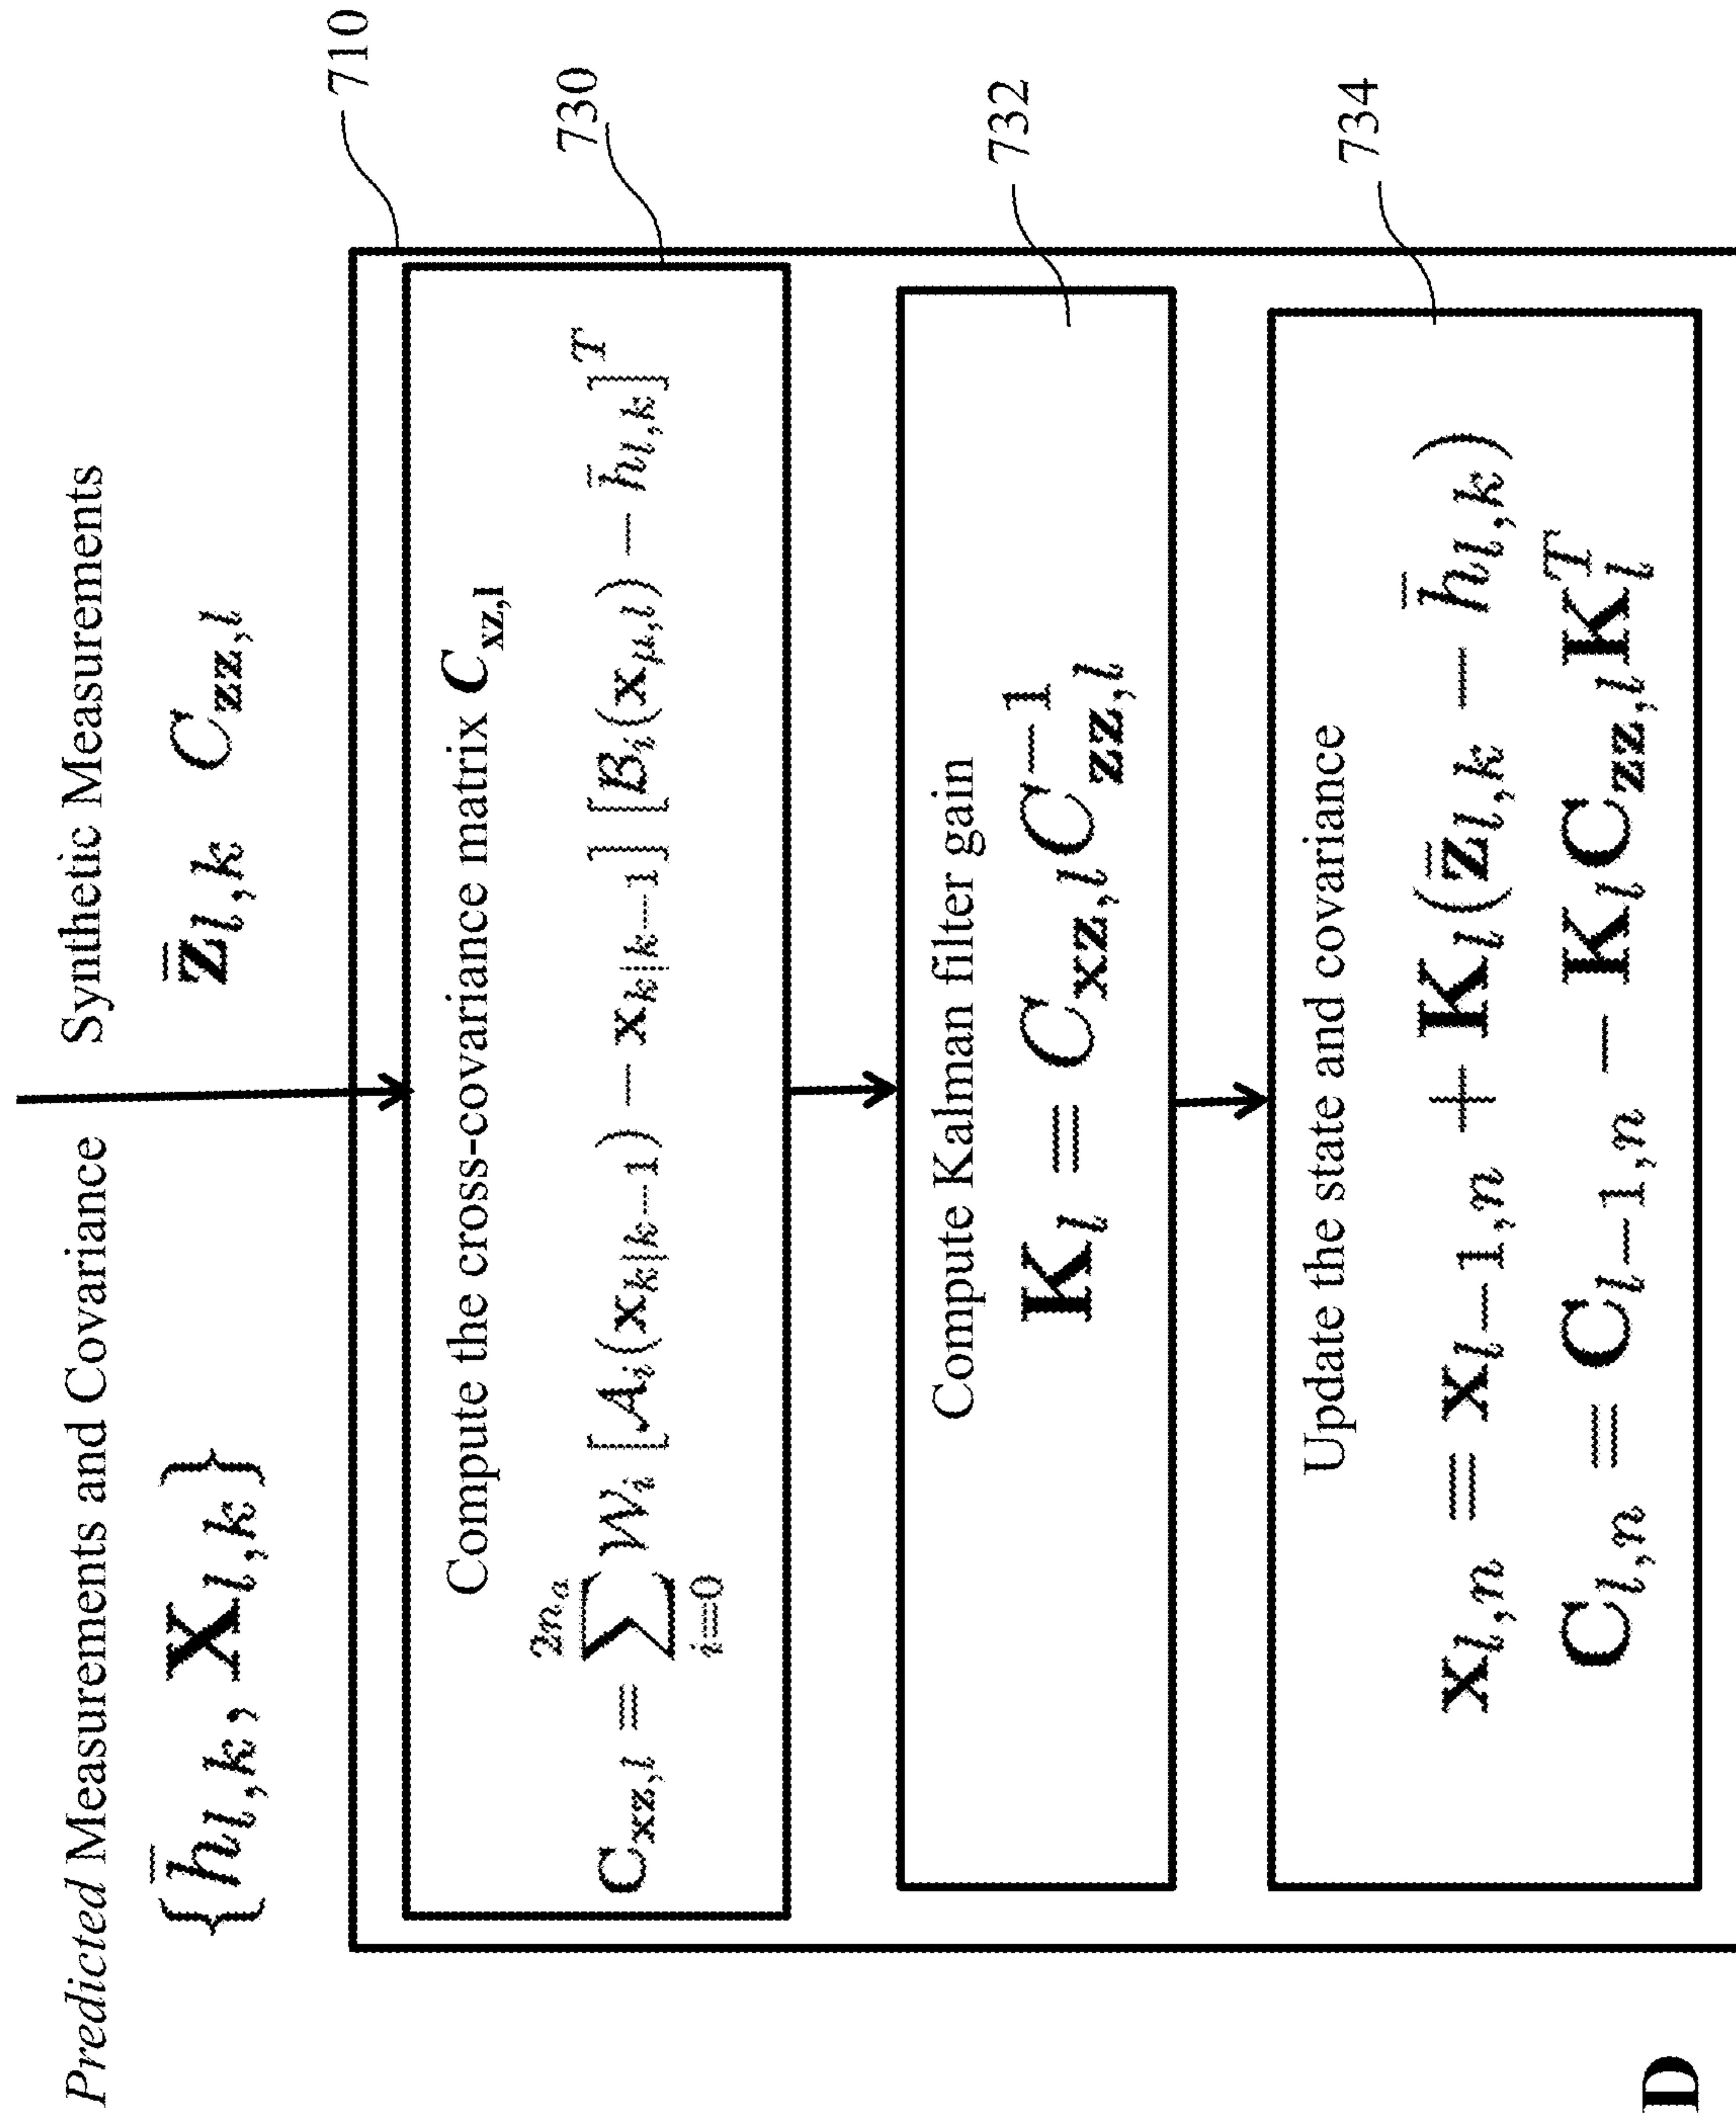 Predicted Measurements and Covariance
{h̄_{l,k}, X_{l,k}}
Synthetic Measurements
z̄_{l,k} C_{zz,l}
710
Compute the cross-covariance matrix C_{xz,l}
C_{xz,l} = ∑_{i=0}^{2n_a} W_i [A_i(x_{k|k-1}) − x_{k|k-1}] [B_i(x_{μ,l}) − h̄_{l,k}]^T
730
Compute Kalman filter gain
K_l = C_{xz,l} C_{zz,l}^{-1}
732
Update the state and covariance
x_{l,n} = x_{l−1,n} + K_l(z̄_{l,k} − h̄_{l,k})
C_{l,n} = C_{l−1,n} − K_l C_{zz,l} K_l^T
734
D